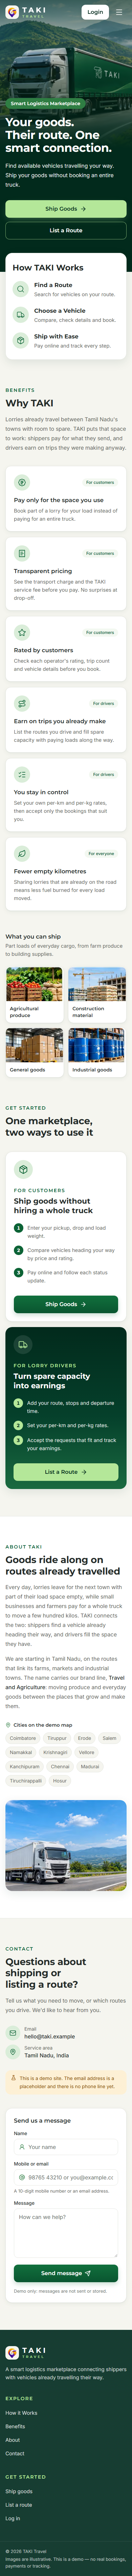 TAKI
TRAVEL
Login
Smart Logistics Marketplace
Your goods.
Their route. One
smart connection.
Find available vehicles travelling your way.
Ship your goods without booking an entire
truck.
Ship Goods
List a Route
How TAKI Works
Find a Route
Search for vehicles on your route.
Choose a Vehicle
Compare, check details and book.
Ship with Ease
Pay online and track every step.
BENEFITS
Why TAKI
Lorries already travel between Tamil Nadu's
towns with room to spare. TAKI puts that space
to work: shippers pay for what they send, and
drivers earn on trips they were making anyway.
For customers
Pay only for the space you use
Book part of a lorry for your load instead of
paying for an entire truck.
For customers
Transparent pricing
See the transport charge and the TAKI
service fee before you pay. No surprises at
drop-off.
For customers
Rated by customers
Check each operator's rating, trip count
and vehicle details before you book.
For drivers
Earn on trips you already make
List the routes you drive and fill spare
capacity with paying loads along the way.
For drivers
You stay in control
Set your own per-km and per-kg rates,
then accept only the bookings that suit
you.
For everyone
Fewer empty kilometres
Sharing lorries that are already on the road
means less fuel burned for every load
moved.
What you can ship
Part loads of everyday cargo, from farm produce
to building supplies.
Agricultural
produce
Construction
material
General goods
Industrial goods
GET STARTED
One marketplace,
two ways to use it
FOR CUSTOMERS
Ship goods without
hiring a whole truck
1 Enter your pickup, drop and load
weight.
2 Compare vehicles heading your way
by price and rating.
3 Pay online and follow each status
update.
Ship Goods
FOR LORRY DRIVERS
Turn spare capacity
into earnings
1 Add your route, stops and departure
time.
2 Set your per-km and per-kg rates.
3 Accept the requests that fit and track
your earnings.
List a Route
ABOUT TAKI
Goods ride along on
routes already travelled
Every day, lorries leave for the next town with
part of their load space empty, while small
businesses and farmers pay for a whole truck
to move a few hundred kilos. TAKI connects
the two: shippers find a vehicle already
heading their way, and drivers fill the space
they have.
We are starting in Tamil Nadu, on the routes
that link its farms, markets and industrial
towns. The name carries our brand line, Travel
and Agriculture: moving produce and everyday
goods between the places that grow and make
them.
Cities on the demo map
Coimbatore
Tiruppur
Erode
Salem
Namakkal
Krishnagiri
Vellore
Kanchipuram
Chennai
Madurai
Tiruchirappalli
Hosur
CONTACT
Questions about
shipping or
listing a route?
Tell us what you need to move, or which routes
you drive. We'd like to hear from you.
Email
hello@taki.example
Service area
Tamil Nadu, India
This is a demo site. The email address is a
placeholder and there is no phone line yet.
Send us a message
Name
Your name
Mobile or email
98765 43210 or you@example.co
A 10-digit mobile number or an email address.
Message
How can we help?
Send message
Demo only: messages are not sent or stored.
TAKI
TRAVEL
A smart logistics marketplace connecting shippers
with vehicles already travelling their way.
EXPLORE
How it Works
Benefits
About
Contact
GET STARTED
Ship goods
List a route
Log in
© 2026 TAKI Travel
Images are illustrative. This is a demo — no real bookings,
payments or tracking.